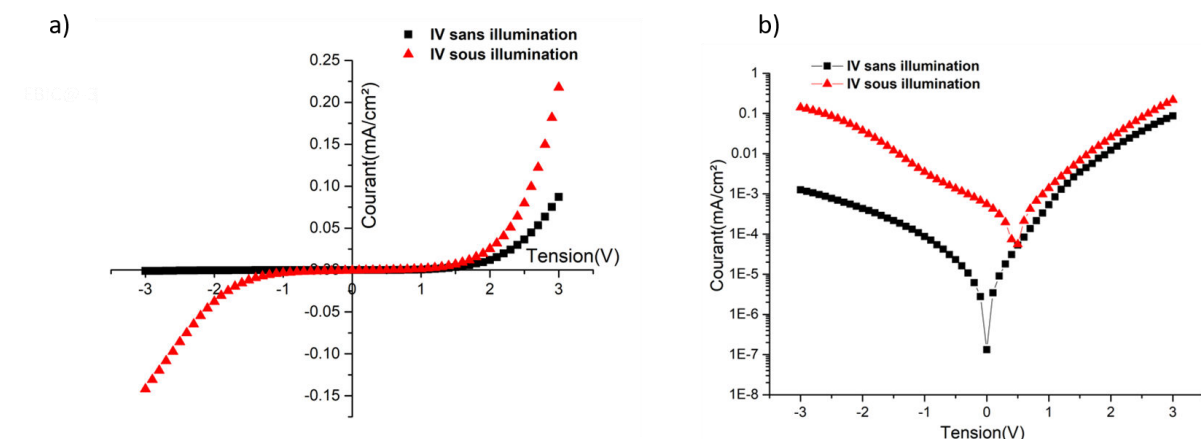 a)
IV sans illumination
IV sous illumination
0.25
0.20
0.15
0.10
0.05
0.00
-0.05
-0.10
-0.15
Courant(mA/cm²)
Tension(V)
-3 -2 -1 0 1 2 3
b)
IV sans illumination
IV sous illumination
1
0.1
0.01
1E-3
1E-4
1E-5
1E-6
1E-7
1E-8
Courant(mA/cm²)
-3 -2 -1 0 1 2 3
Tension(V)